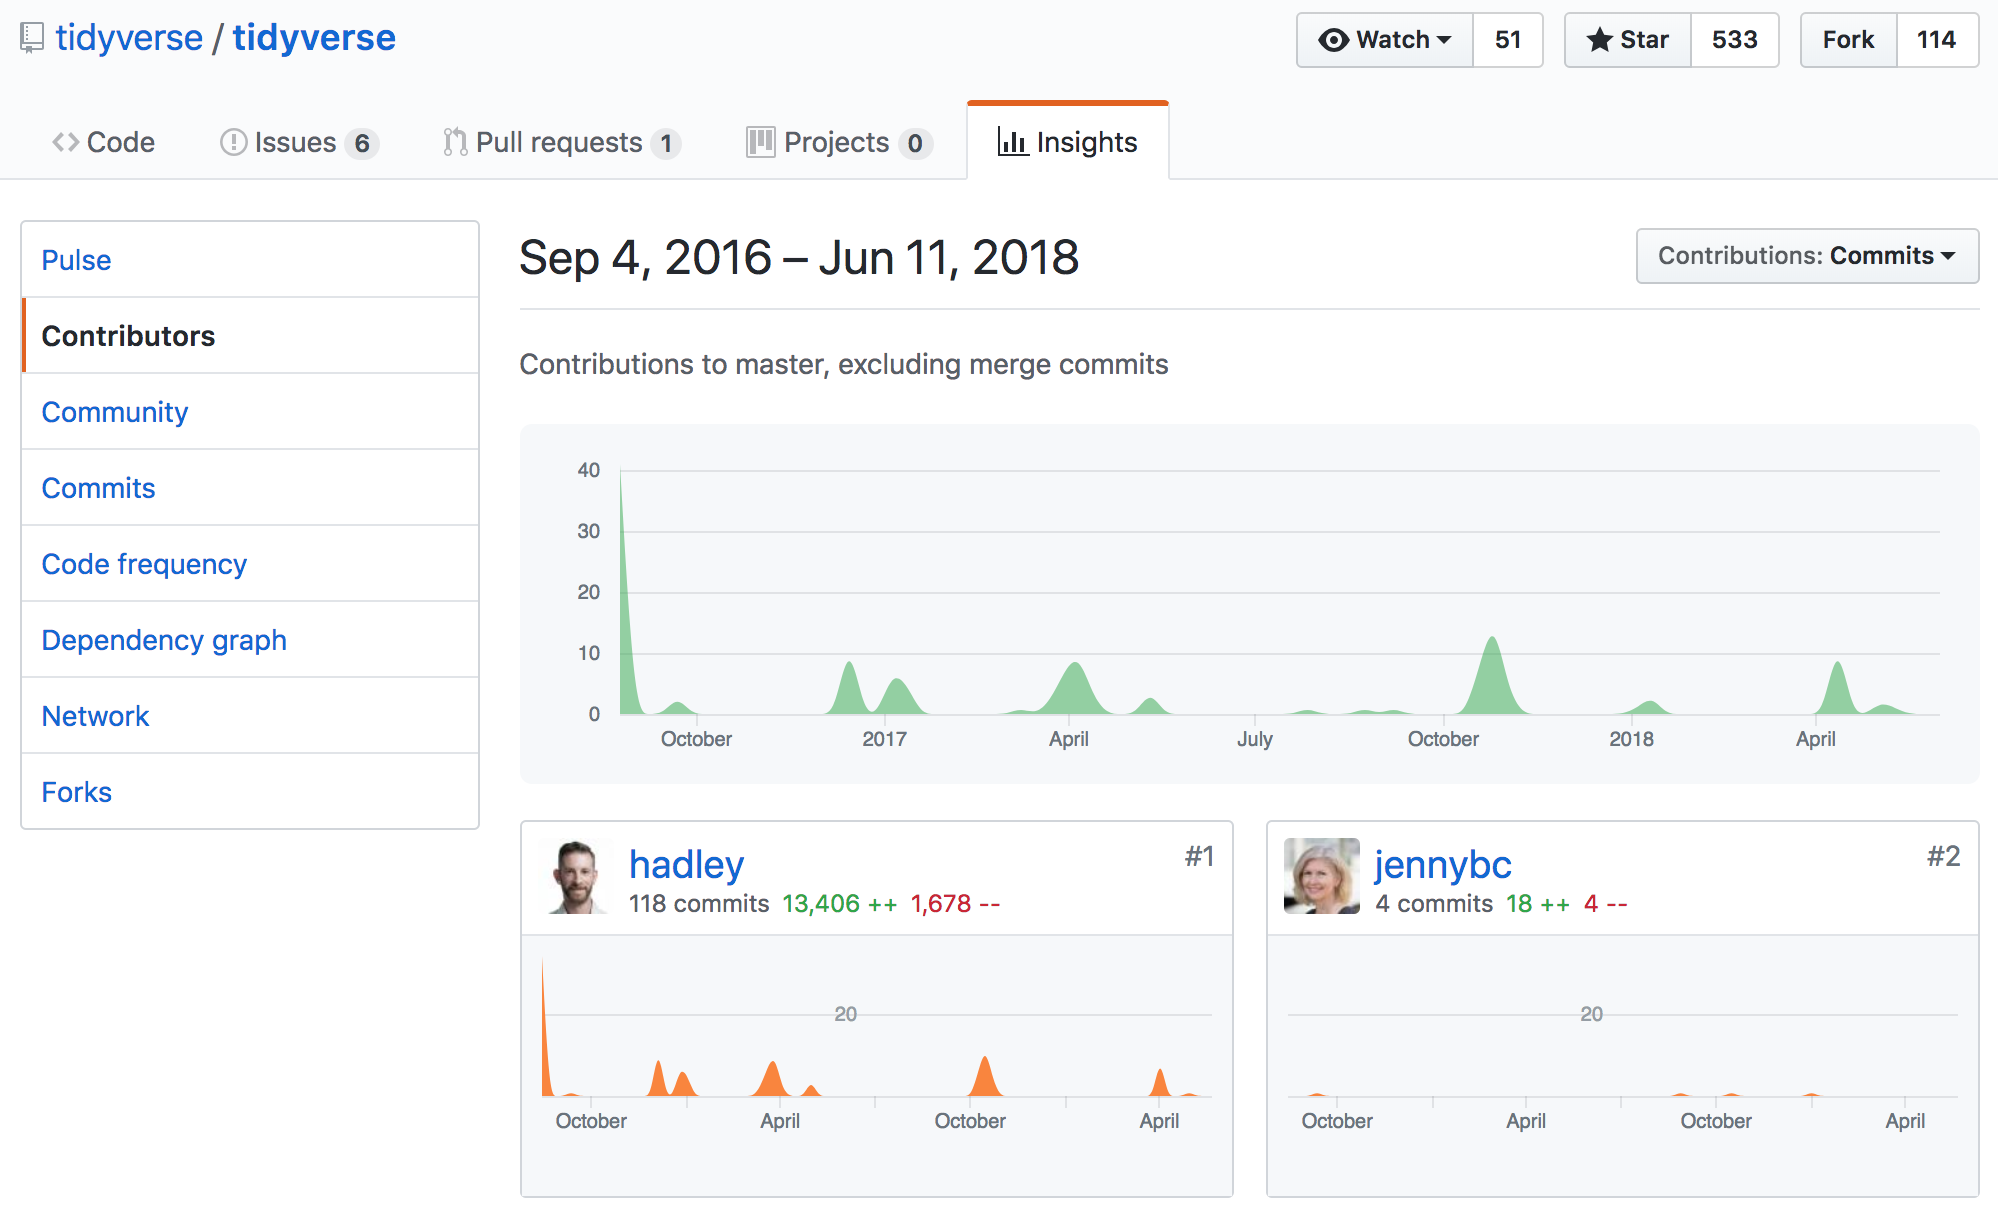 tidyverse / tidyverse
Watch 51 Star 533 Fork 114
Code Issues 6 Pull requests 1 Projects 0 Insights
Pulse
Contributors
Community
Commits
Code frequency
Dependency graph
Network
Forks
Sep 4, 2016 – Jun 11, 2018
Contributions: Commits
Contributions to master, excluding merge commits
40
30
20
10
0
October 2017 April July October 2018 April
hadley #1
118 commits 13,406 ++ 1,678 --
20
October April October April
jennybc #2
4 commits 18 ++ 4 --
20
October April October April